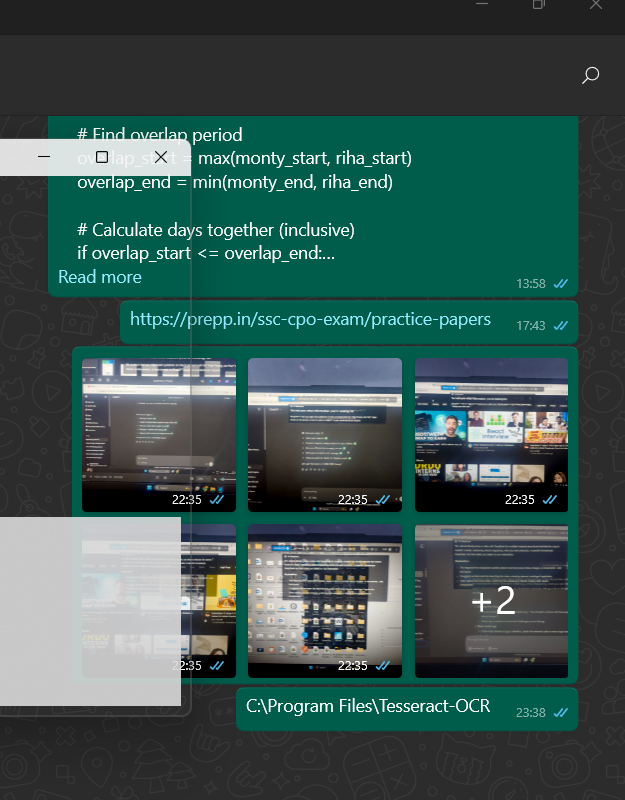 # Find overlap period
overlap_start = max(monty_start, riha_start)
overlap_end = min(monty_end, riha_end)
# Calculate days together (inclusive)
if overlap_start <= overlap_end:...
Read more
13:58
https://prepp.in/ssc-cpo-exam/practice-papers
17:43
22:35
22:35
22:35
22:35
22:35
+2
C:\Program Files\Tesseract-OCR
23:38